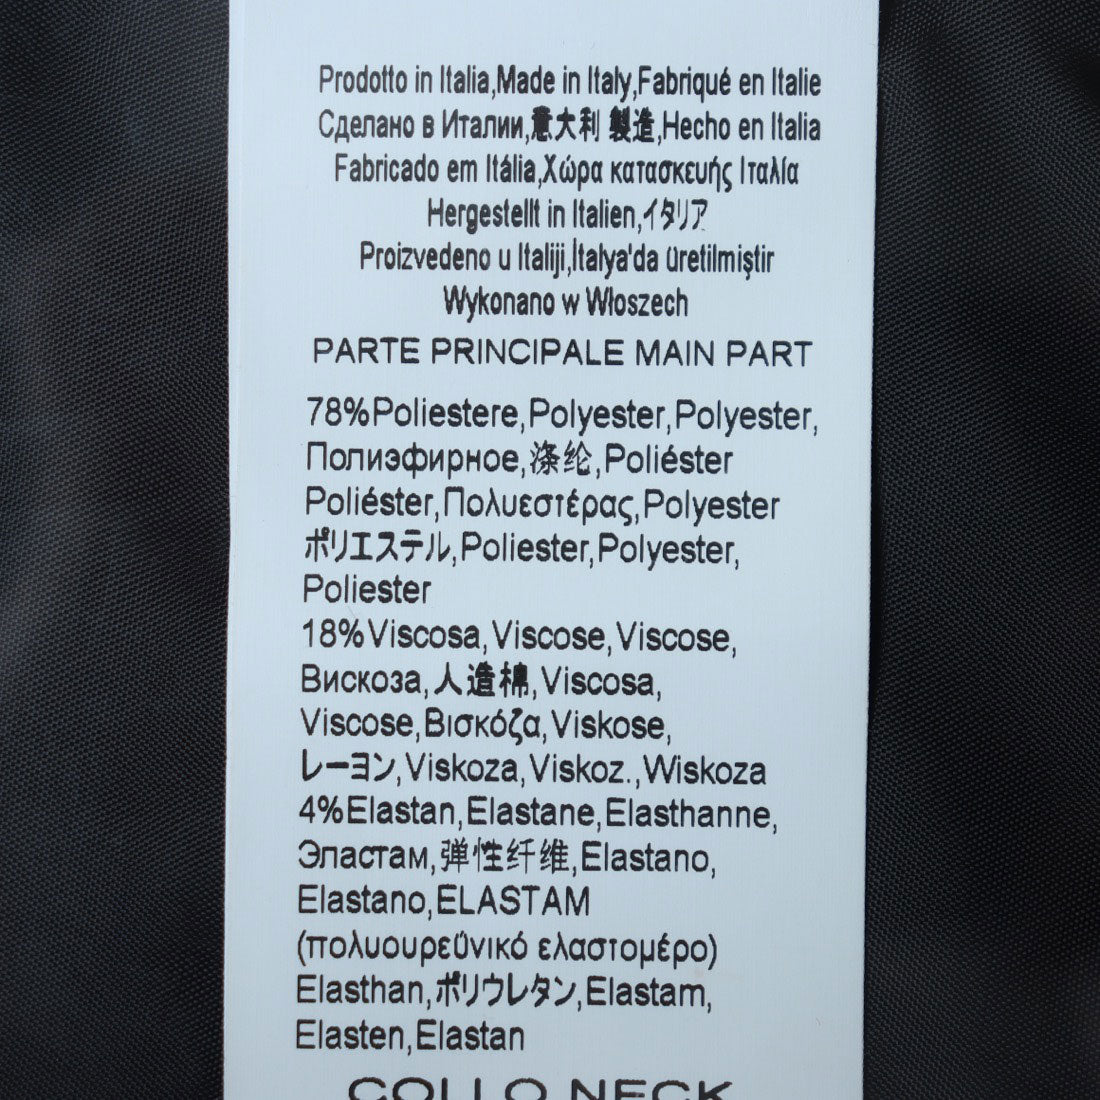 Prodotto in Italia,Made in Italy,Fabriqué en Italie
Сделано в Италии,意大利 製造,Hecho en Italia
Fabricado em Itália,Χώρα κατασκευής Ιταλία
Hergestellt in Italien,イタリア
Proizvedeno u Italiji,İtalya'da üretilmiştir
Wykonano w Włoszech
PARTE PRINCIPALE MAIN PART
78%Poliestere,Polyester,Polyester,
Полиэфирное,涤纶,Poliéster
Poliéster,Πολυεστέρας,Polyester
ポリエステル,Poliester,Polyester,
Poliester
18%Viscosa,Viscose,Viscose,
Вискоза,人造棉,Viscosa,
Viscose,Βισκόζα,Viskose,
レーヨン,Viskoza,Viskoz.,Wiskoza
4%Elastan,Elastane,Elasthanne,
Эластам,弹性纤维,Elastano,
Elastano,ELASTAM
(πολυουρεΰνικό ελαστομέρο)
Elasthan,ポリウレタン,Elastam,
Elasten,Elastan
COLLO NECK